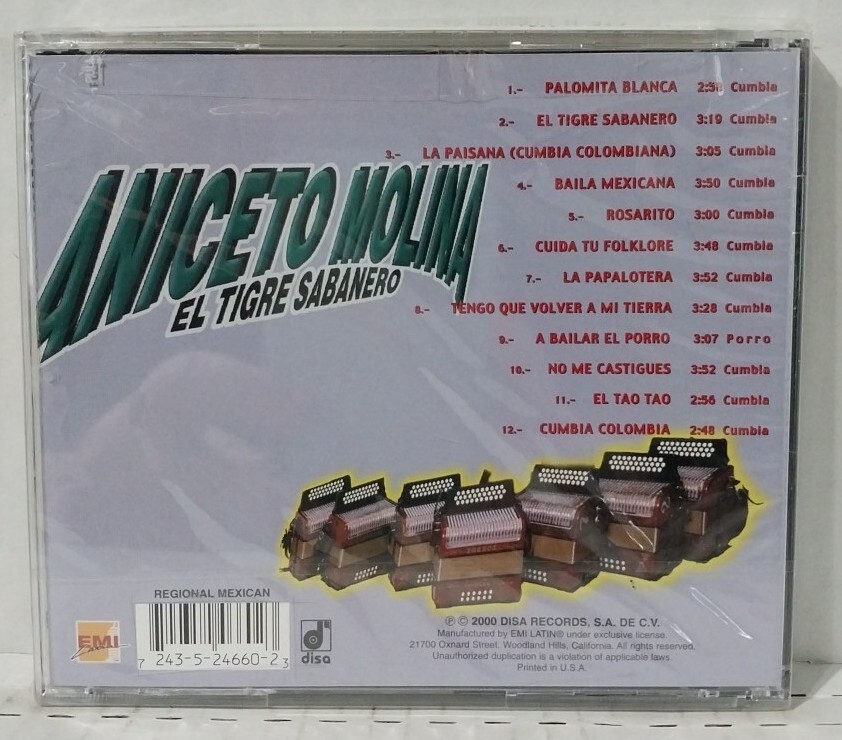 1.- PALOMITA BLANCA 2:58 Cumbia
2.- EL TIGRE SABANERO 3:19 Cumbia
3.- LA PAISANA (CUMBIA COLOMBIANA) 3:05 Cumbia
4.- BAILA MEXICANA 3:50 Cumbia
5.- ROSARITO 3:00 Cumbia
6.- CUIDA TU FOLKLORE 3:48 Cumbia
7.- LA PAPALOTERA 3:52 Cumbia
8.- TENGO QUE VOLVER A MI TIERRA 3:28 Cumbia
9.- A BAILAR EL PORRO 3:07 Porro
10.- NO ME CASTIGUES 3:52 Cumbia
11.- EL TAO TAO 2:56 Cumbia
12.- CUMBIA COLOMBIA 2:48 Cumbia
ANICETO MOLINA
EL TIGRE SABANERO
REGIONAL MEXICAN
EMI
Latin
7 243-5-24660-2 3
disa
℗ © 2000 DISA RECORDS, S.A. DE C.V.
Manufactured by EMI LATIN® under exclusive license.
21700 Oxnard Street. Woodland Hills, California. All rights reserved.
Unauthorized duplication is a violation of applicable laws.
Printed in U.S.A.